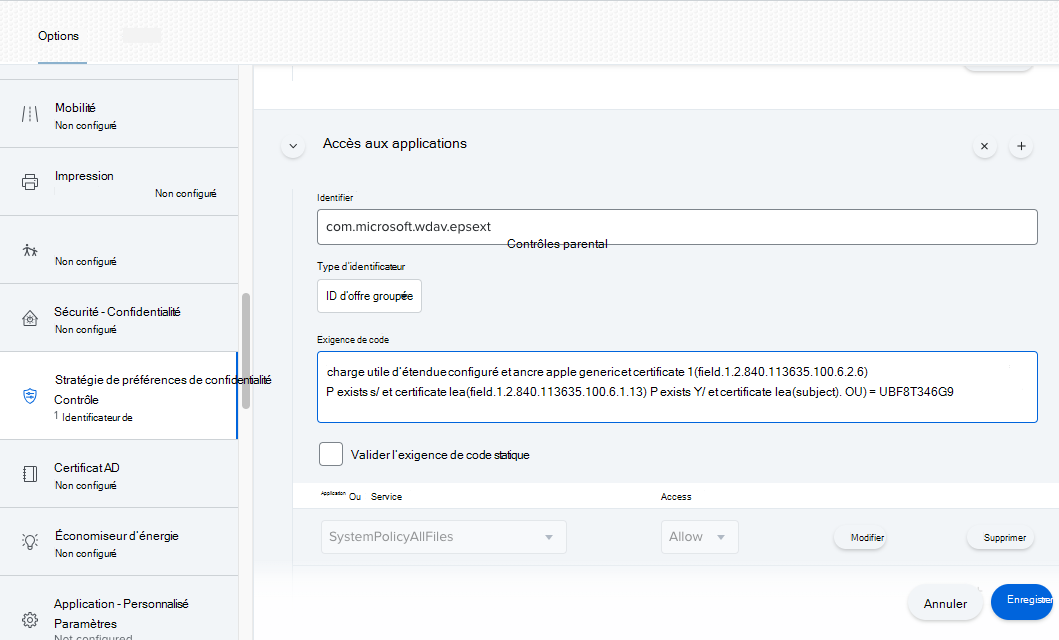 Options
Mobilité
Non configuré
Impression
Non configuré
Non configuré
Sécurité - Confidentialité
Non configuré
Stratégie de préférences de confidentialité
Contrôle
1 Identificateur de
Certificat AD
Non configuré
Économiseur d'énergie
Non configuré
Application - Personnalisé
Paramètres
Not configured
Accès aux applications
Identifier
com.microsoft.wdav.epsext
Contrôles parental
Type d'identificateur
ID d'offre groupée
Exigence de code
charge utile d'étendue configuré et ancre apple generic et certificate 1(field.1.2.840.113635.100.6.2.6)
P exists s/ et certificate lea(field.1.2.840.113635.100.6.1.13) P exists Y/ et certificate lea(subject). OU) = UBF8T346G9
Valider l'exigence de code statique
Application Ou Service Access
SystemPolicyAllFiles Allow Modifier Supprimer
Annuler Enregistrer